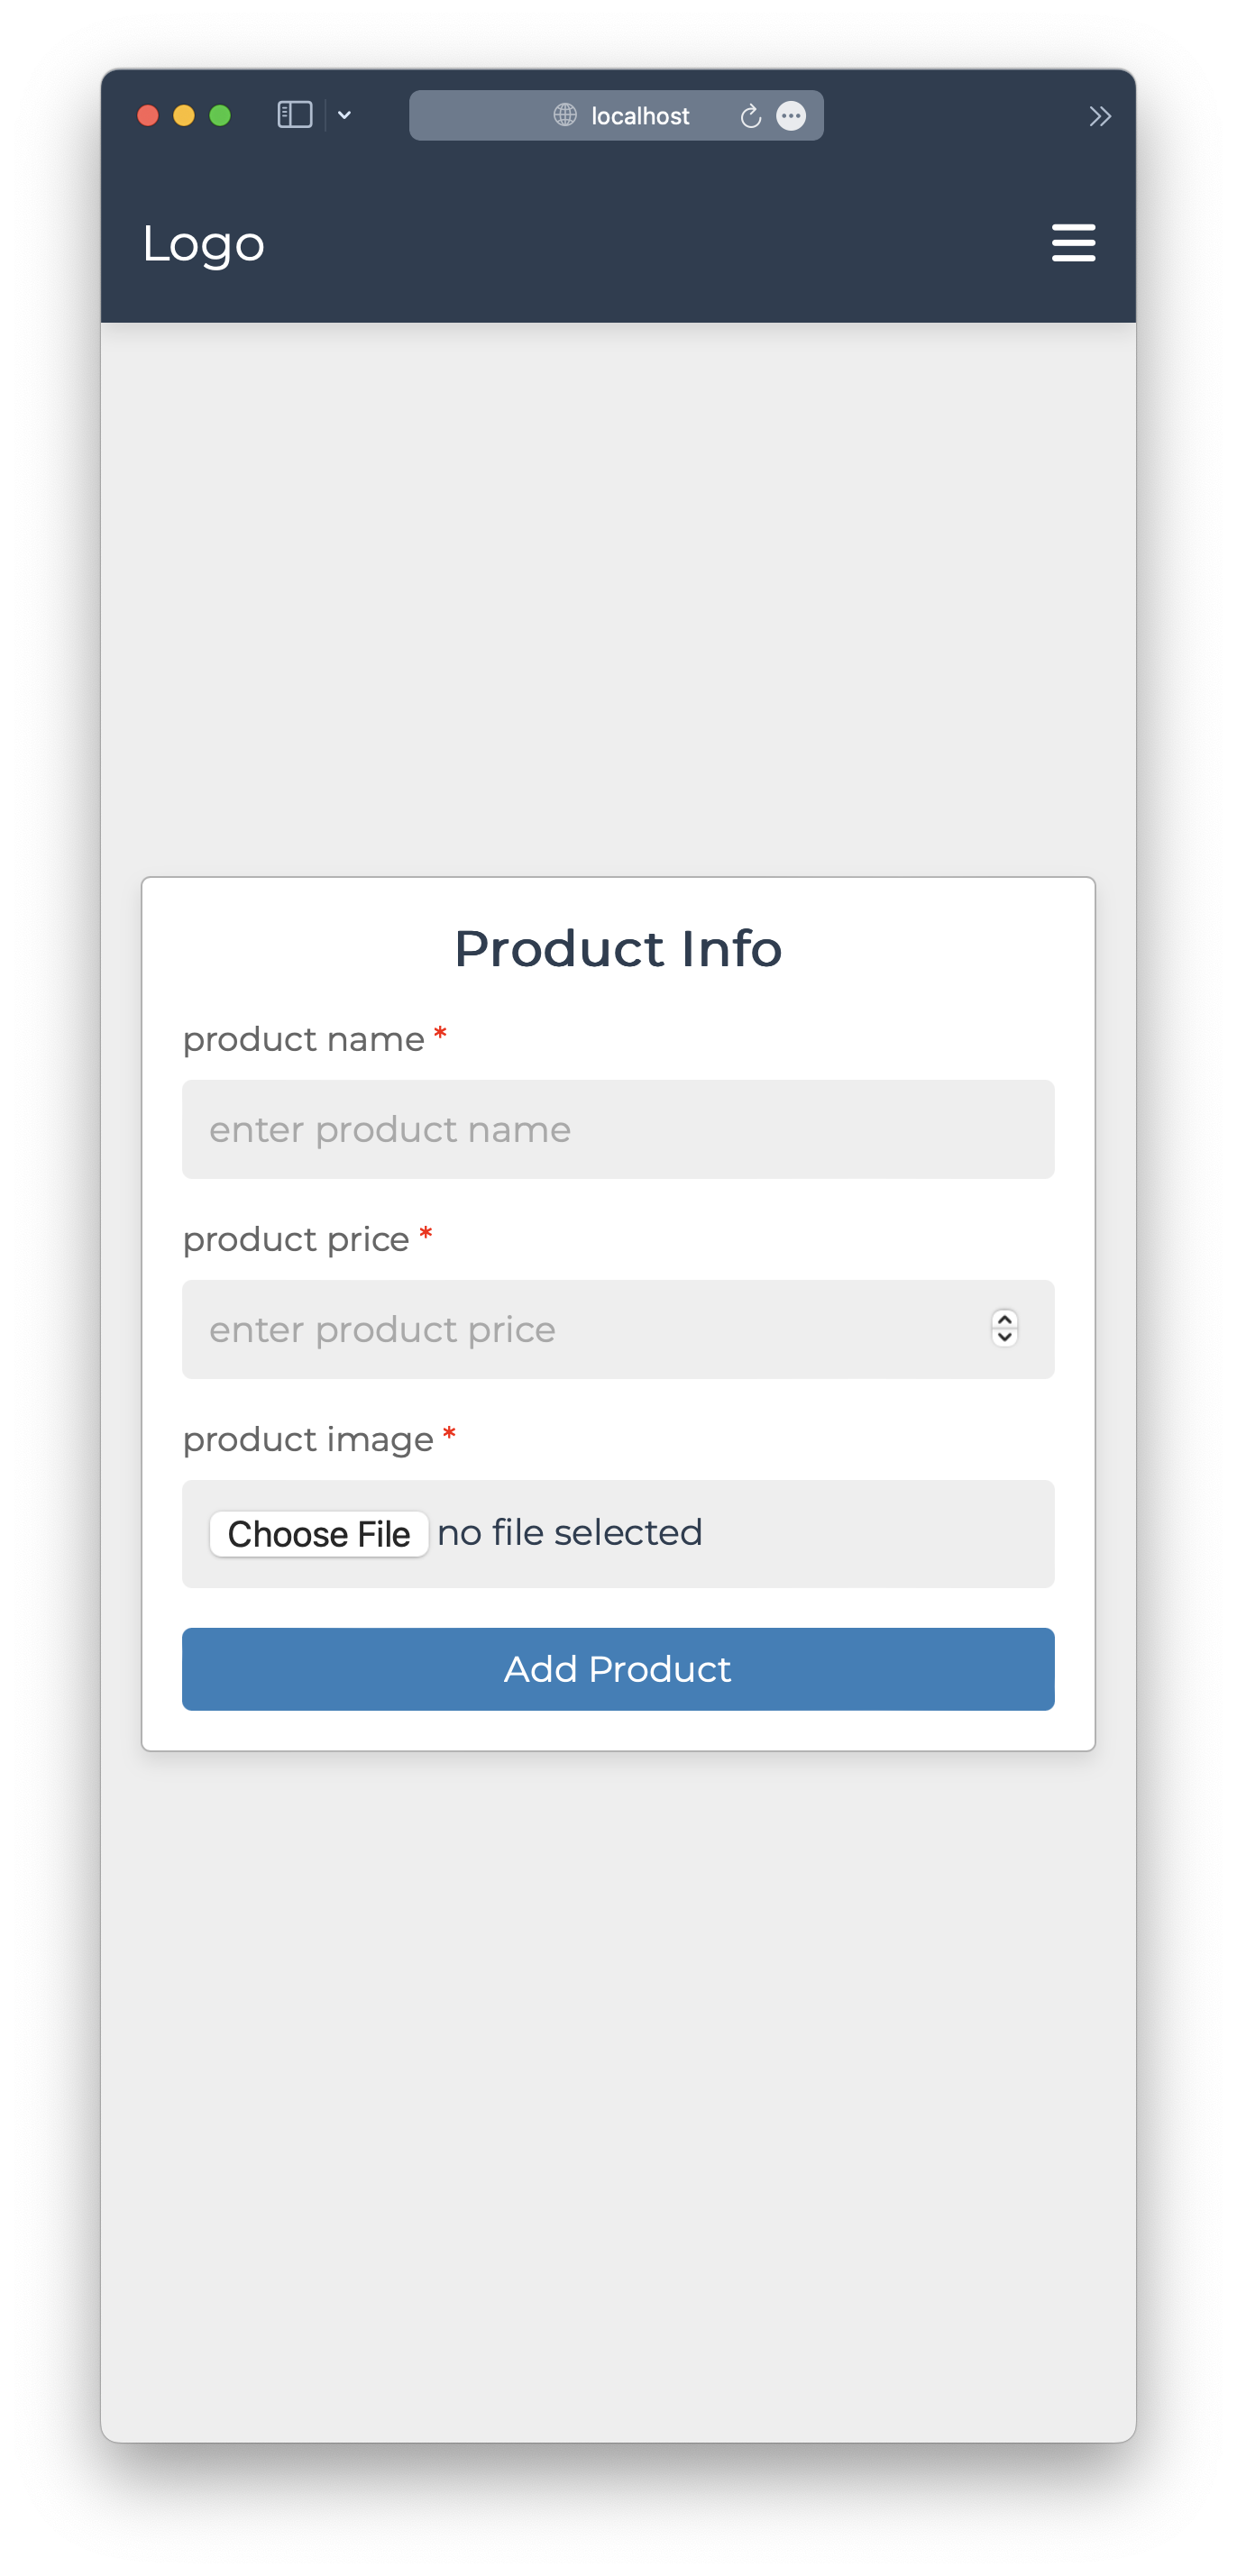 localhost
Logo
Product Info
product name *
enter product name
product price *
enter product price
product image *
Choose File no file selected
Add Product